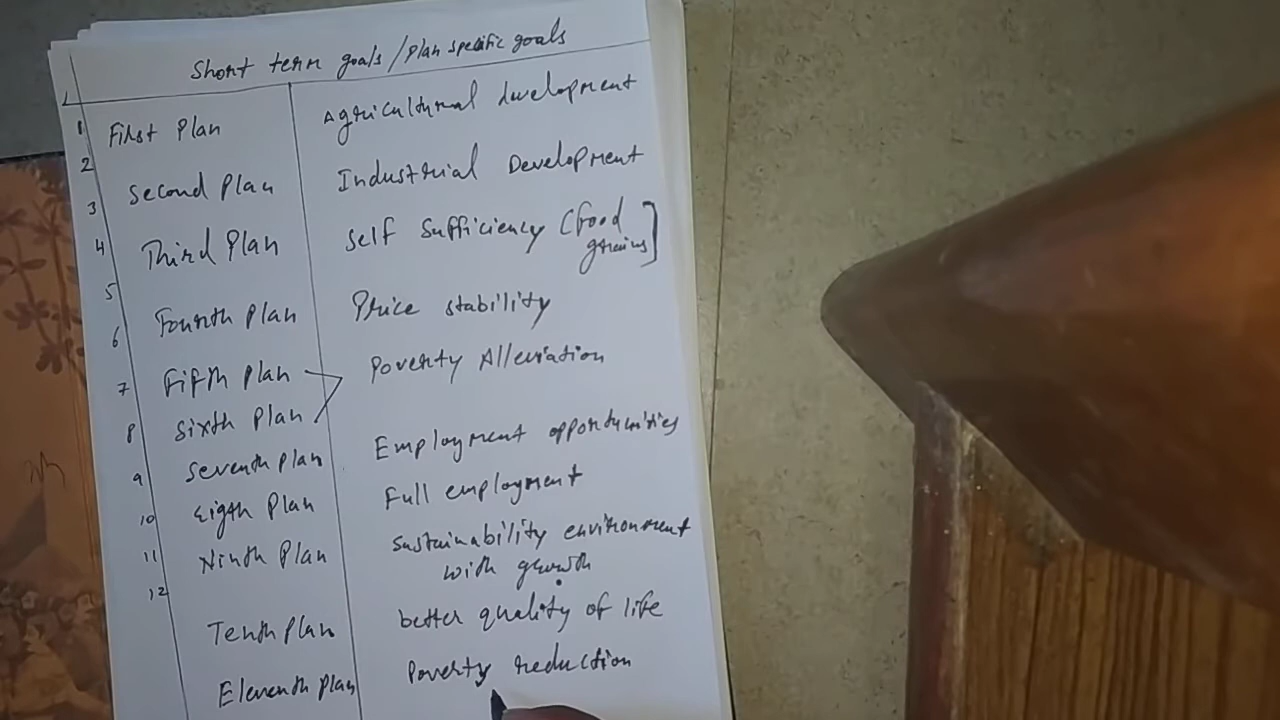 Short term goals/Plan specific goals
1 First Plan Agricultural development
2 Second Plan Industrial Development
3 Third Plan Self Sufficiency (food
4 grains]
5 Fourth Plan Price stability
6 Fifth Plan Poverty Alleviation
7 Sixth Plan
8 Seventh Plan Employment opportunities
9 Eigth Plan Full employment
10 Ninth Plan Sustainability environment
11 with growth
12 Tenth Plan better quality of life
Eleventh Plan Poverty reduction